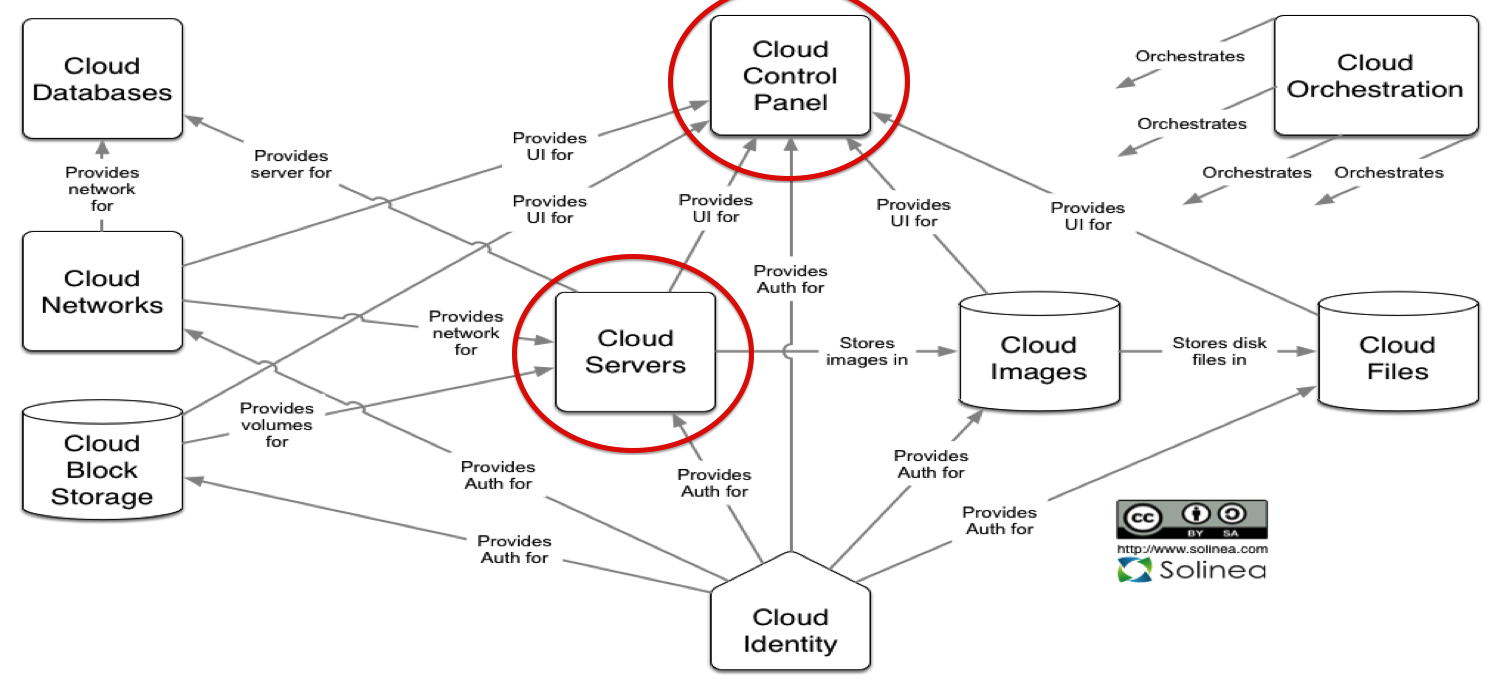 Cloud
Databases
Cloud
Control
Panel
Cloud
Orchestration
Orchestrates
Orchestrates
Orchestrates
Orchestrates
Provides
UI for
Provides
server for
Provides
network
for
Provides
UI for
Provides
UI for
Provides
UI for
Provides
UI for
Cloud
Networks
Provides
Auth for
Provides
network
for
Cloud
Servers
Stores
images in
Cloud
Images
Stores disk
files in
Cloud
Files
Provides
volumes
for
Cloud
Block
Storage
Provides
Auth for
Provides
Auth for
Provides
Auth for
Provides
Auth for
Provides
Auth for
cc
BY SA
http://www.solinea.com
Solinea
Cloud
Identity